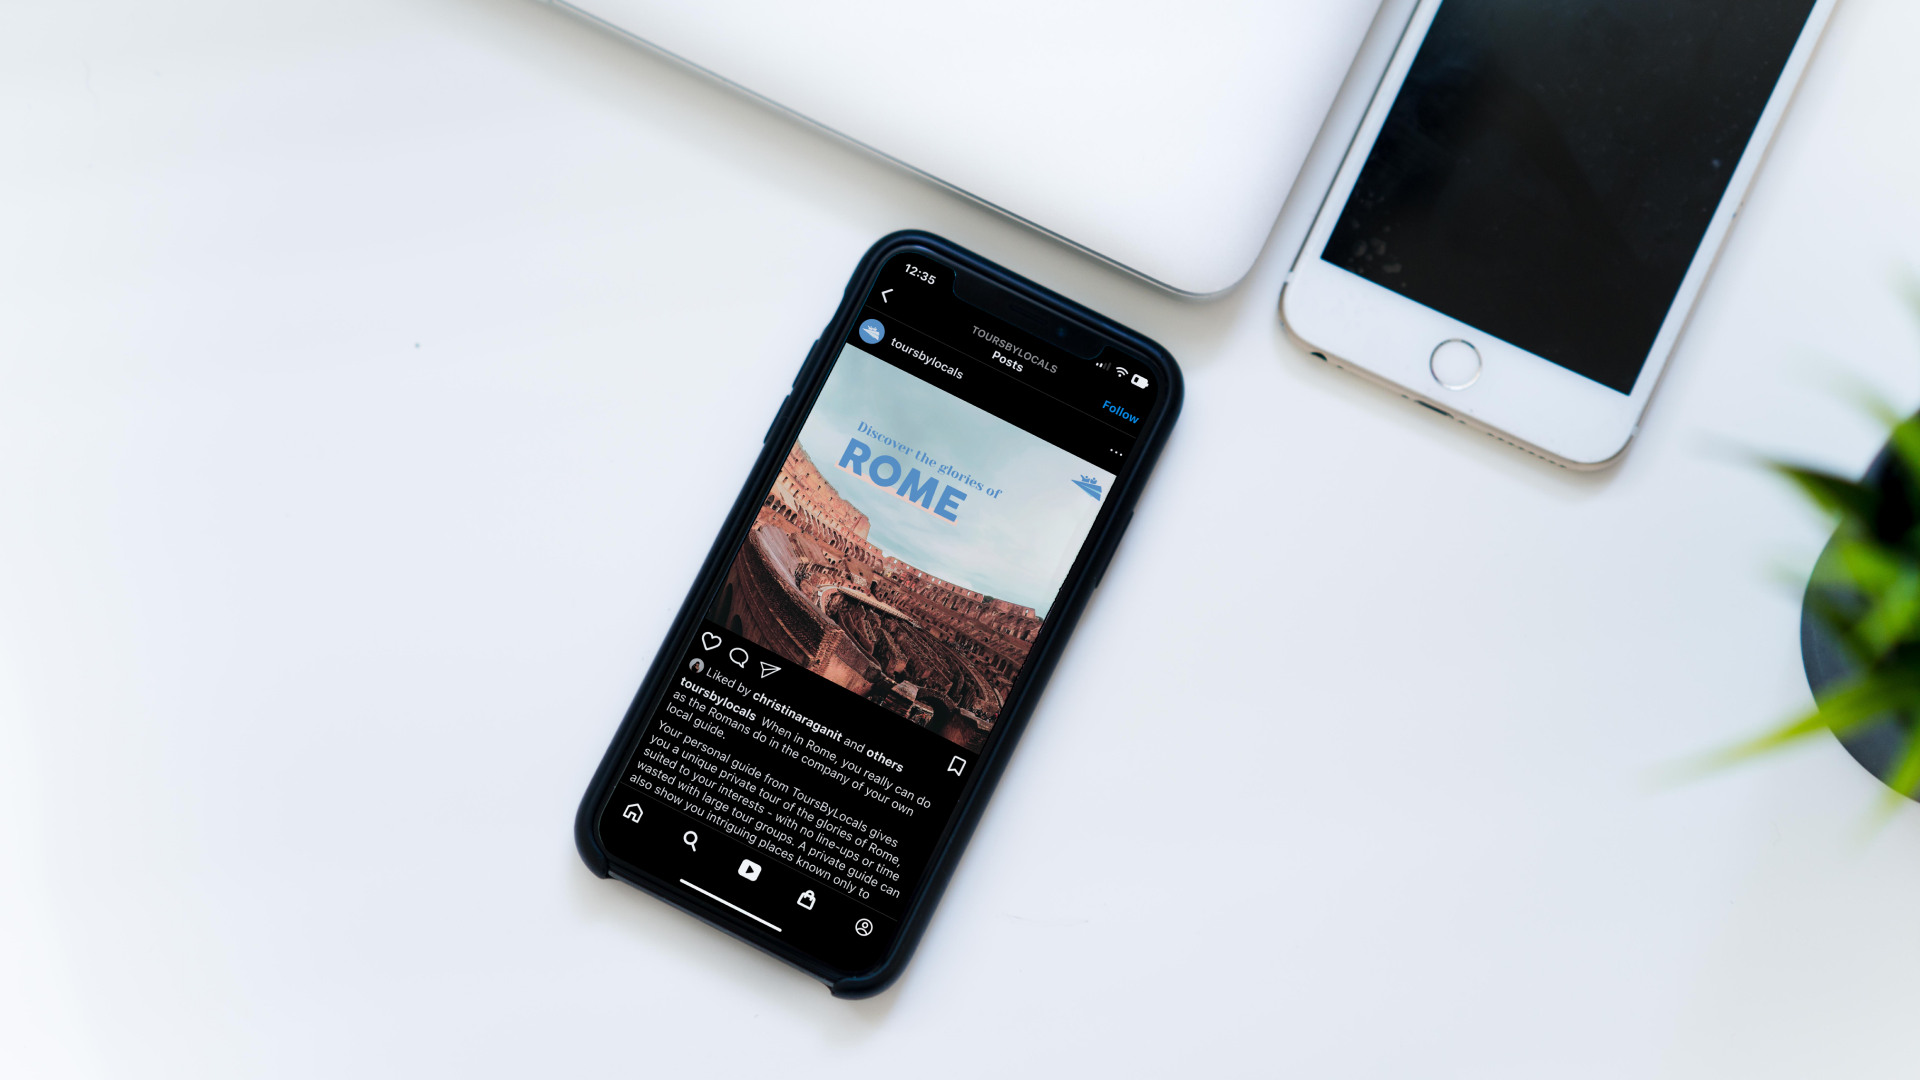 12:35
TOURSBYLOCALS
Posts
toursbylocals
Follow
Discover the glories of
ROME
Liked by christinaraganit and others
toursbylocals When in Rome, you really can do
as the Romans do in the company of your own
local guide.
Your personal guide from ToursByLocals gives
you a unique private tour of the glories of Rome,
suited to your interests - with no line-ups or time
wasted with large tour groups. A private guide can
also show you intriguing places known only to